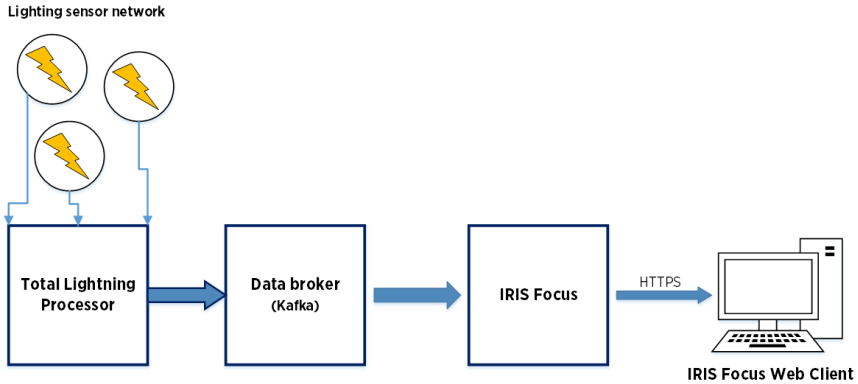 Lighting sensor network
Total Lightning
Processor
Data broker
(Kafka)
IRIS Focus
HTTPS
IRIS Focus Web Client